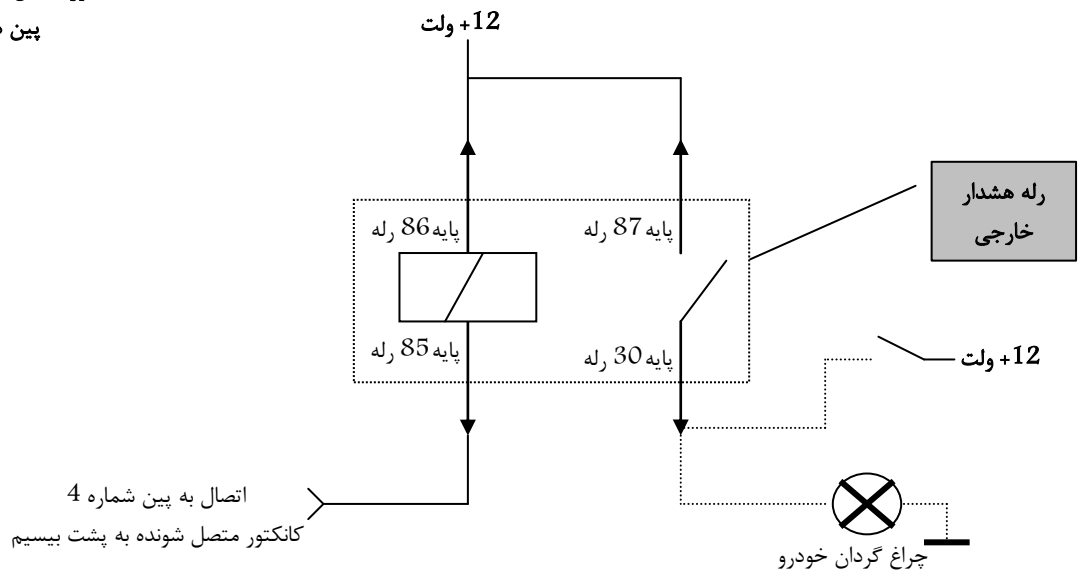 پین
12+ ولت
رله هشدار
خارجی
پایه 86 رله
پایه 87 رله
پایه 85 رله
پایه 30 رله
12+ ولت
اتصال به پین شماره 4
کانکتور متصل شونده به پشت بیسیم
چراغ گردان خودرو